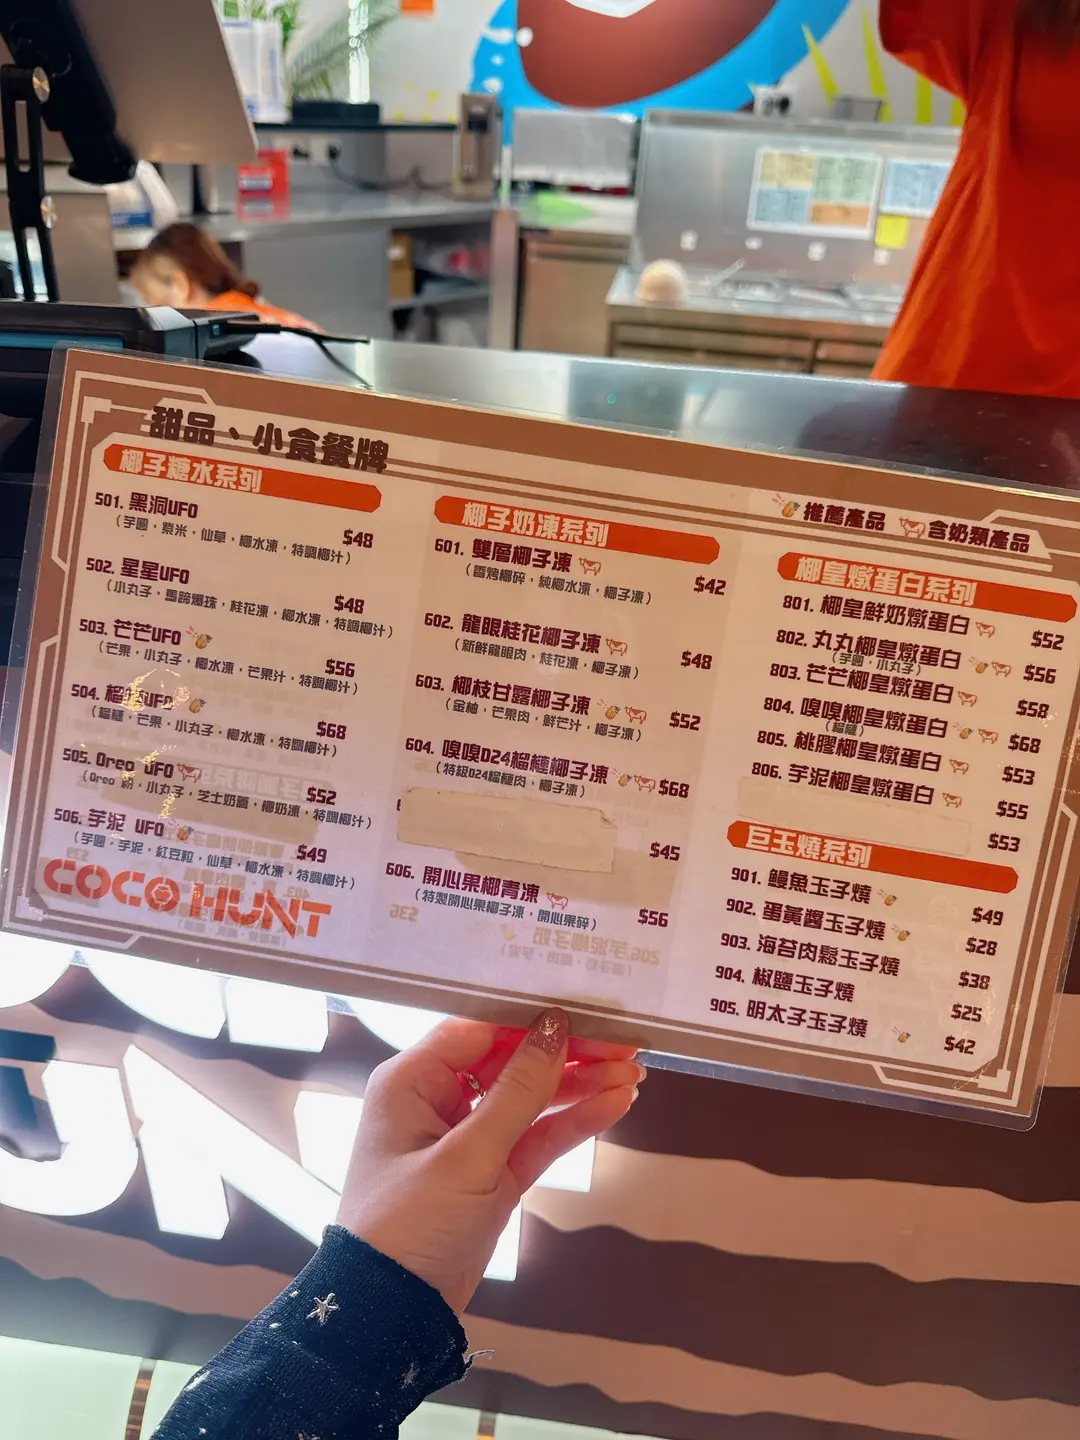 甜品、小食餐牌
椰子糖水系列
501. 黑洞UFO $48
(芋圓，紫米，仙草，椰水凍，特調椰汁)
502. 星星UFO $48
(小丸子，馬蹄爆珠，桂花凍，椰水凍，特調椰汁)
503. 芒芒UFO $56
(芒果，小丸子，椰水凍，芒果汁，特調椰汁)
504. 榴 UFO $68
(榴槤，芒果，小丸子，椰水凍，特調椰汁)
505. Oreo UFO $52
(Oreo 粉，小丸子，芝士奶蓋，椰奶凍，特調椰汁)
506. 芋泥 UFO $49
(芋圓，芋泥，紅豆粒，仙草，椰水凍，特調椰汁)
COCO HUNT
椰子奶凍系列
601. 雙層椰子凍 $42
(香烤椰碎，純椰水凍，椰子凍)
602. 龍眼桂花椰子凍 $48
(新鮮龍眼肉，桂花凍，椰子凍)
603. 椰枝甘露椰子凍 $52
(金柚，芒果肉，鮮芒汁，椰子凍)
604. 嗅嗅D24榴槤椰子凍 $68
(特級D24榴槤肉，椰子凍)
$45
606. 開心果椰青凍 $56
(特製開心果椰子凍，開心果碎)
推薦產品 含奶類產品
椰皇燉蛋白系列
801. 椰皇鮮奶燉蛋白 $52
802. 丸丸椰皇燉蛋白 $56
(芋圓，小丸子)
803. 芒芒椰皇燉蛋白 $58
804. 嗅嗅椰皇燉蛋白 $68
(榴槤)
805. 桃膠椰皇燉蛋白 $53
806. 芋泥椰皇燉蛋白 $55
$53
巨玉燒系列
901. 鰻魚玉子燒 $49
902. 蛋黃醬玉子燒 $28
903. 海苔肉鬆玉子燒 $38
904. 椒鹽玉子燒 $25
905. 明太子玉子燒 $42